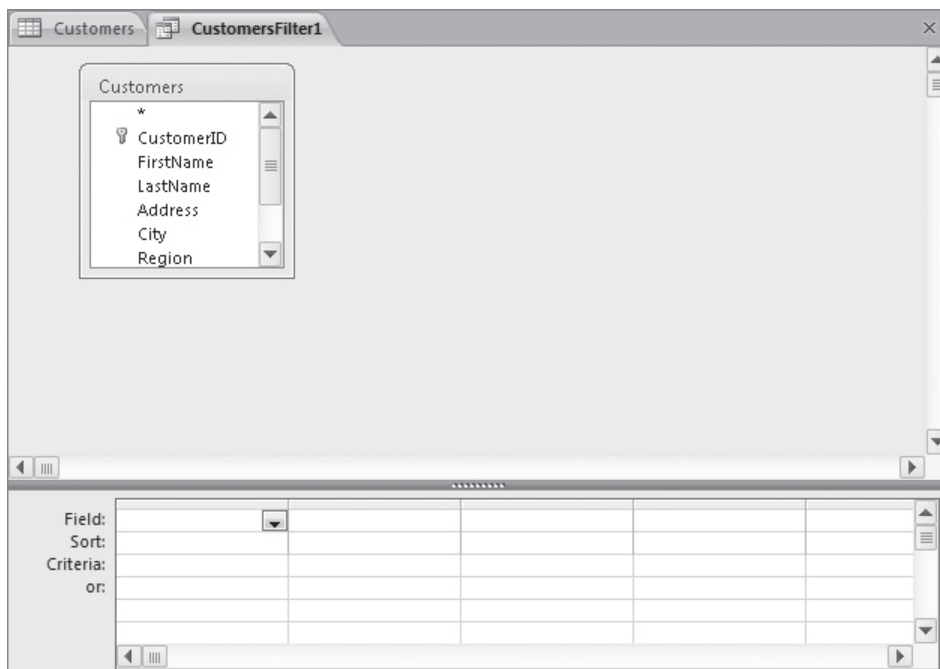 Customers
CustomersFilter1
Customers
*
CustomerID
FirstName
LastName
Address
City
Region
Field:
Sort:
Criteria:
or: